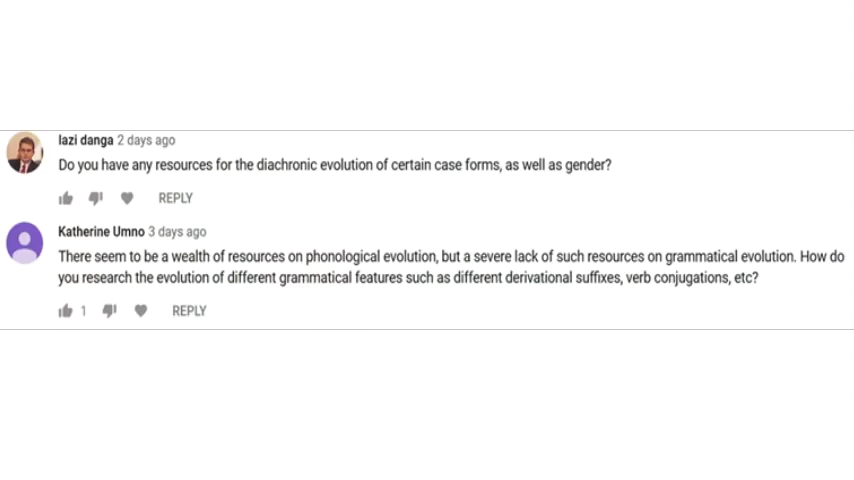 lazi danga 2 days ago
Do you have any resources for the diachronic evolution of certain case forms, as well as gender?
REPLY
Katherine Umno 3 days ago
There seem to be a wealth of resources on phonological evolution, but a severe lack of such resources on grammatical evolution. How do
you research the evolution of different grammatical features such as different derivational suffixes, verb conjugations, etc?
1 REPLY